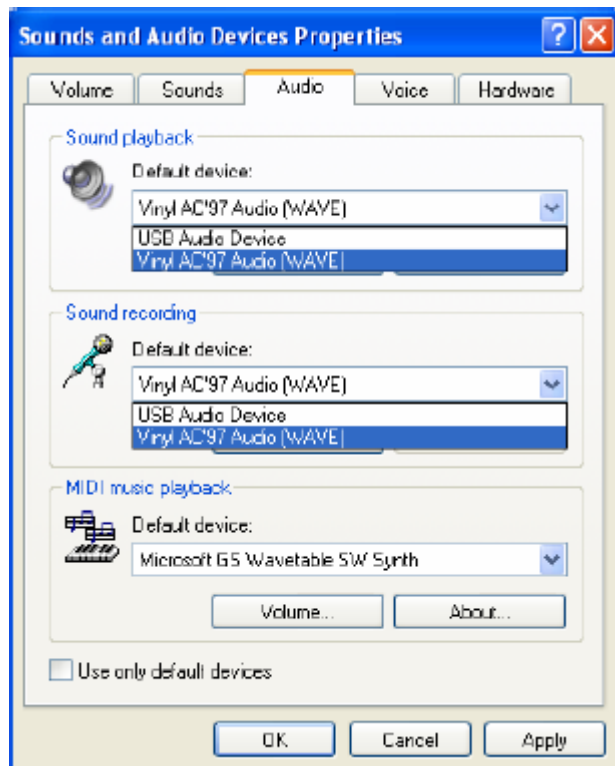 Sounds and Audio Devices Properties
Volume Sounds Audio Voice Hardware
Sound playback
Default device:
Vinyl AC'97 Audio (WAVE)
USB Audio Device
Vinyl AC'97 Audio (WAVE)
Sound recording
Default device:
Vinyl AC'97 Audio (WAVE)
USB Audio Device
Vinyl AC'97 Audio (WAVE)
MIDI music playback
Default device:
Microsoft GS Wavetable SW Synth
Volume... About...
Use only default devices
OK Cancel Apply